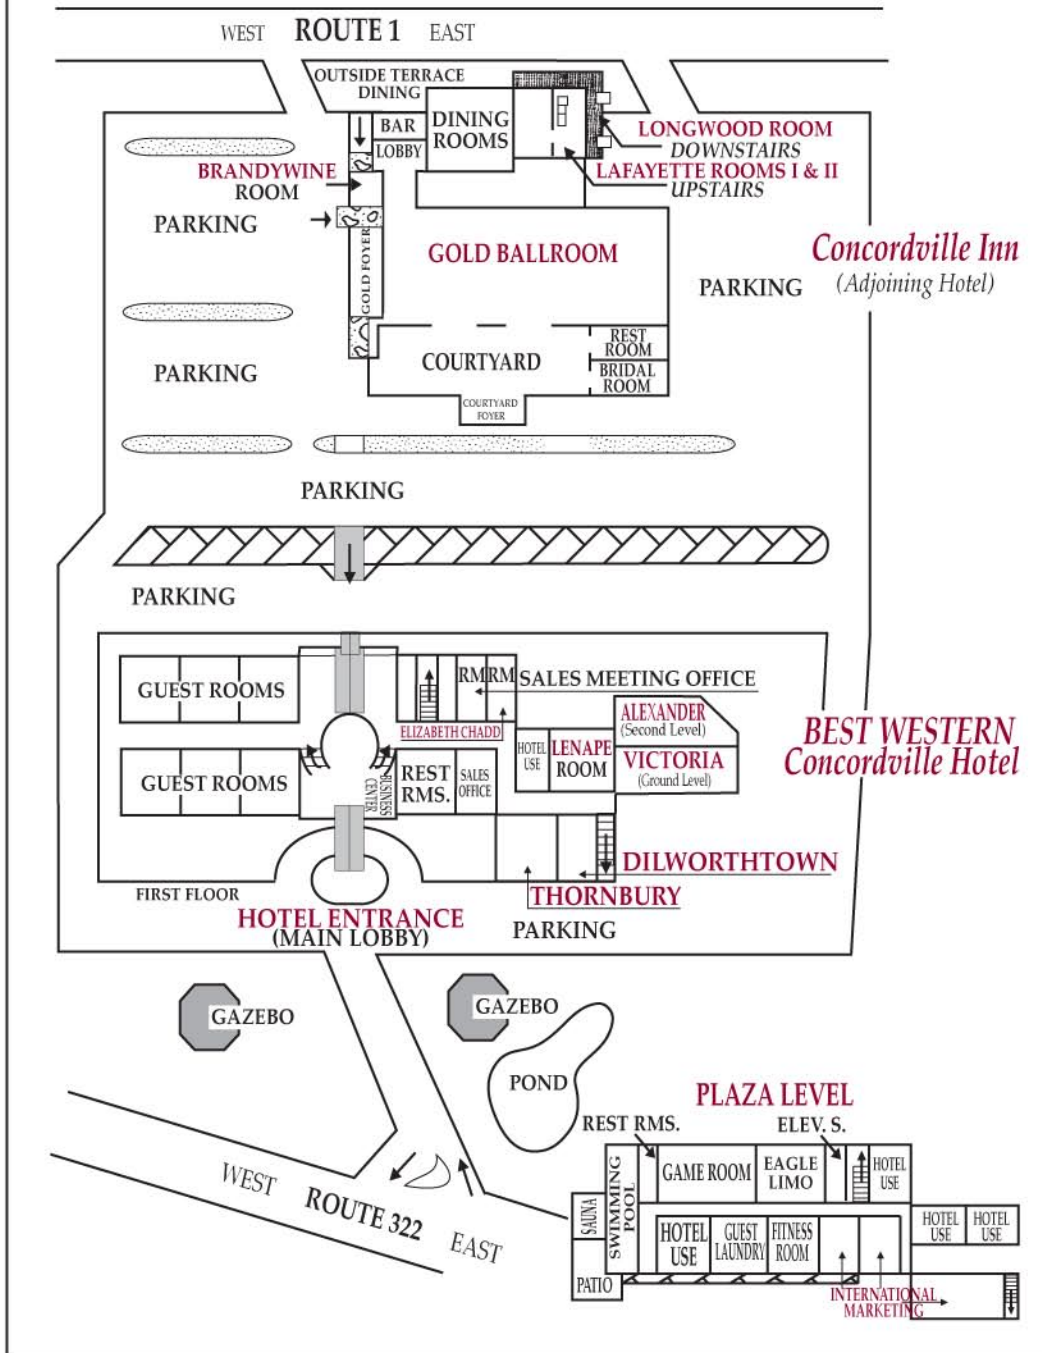 WEST ROUTE 1 EAST
OUTSIDE TERRACE
DINING
BAR
LOBBY
DINING
ROOMS
LONGWOOD ROOM
DOWNSTAIRS
LAFAYETTE ROOMS I & II
UPSTAIRS
BRANDYWINE
ROOM
PARKING
GOLD FOYER
GOLD BALLROOM
PARKING
Concordville Inn
(Adjoining Hotel)
PARKING
COURTYARD
REST
ROOM
BRIDAL
ROOM
COURTYARD
FOYER
PARKING
PARKING
GUEST ROOMS
RM RM
SALES MEETING OFFICE
ELIZABETH CHADD
ALEXANDER
(Second Level)
HOTEL
USE
LENAPE
ROOM
VICTORIA
(Ground Level)
BEST WESTERN
Concordville Hotel
GUEST ROOMS
BUSINESS
CENTER
REST
RMS.
SALES
OFFICE
DILWORTHTOWN
THORNBURY
FIRST FLOOR
HOTEL ENTRANCE
(MAIN LOBBY)
PARKING
GAZEBO
GAZEBO
POND
PLAZA LEVEL
REST RMS.
ELEV. S.
WEST ROUTE 322 EAST
SAUNA
SWIMMING
POOL
GAME ROOM
EAGLE
LIMO
HOTEL
USE
HOTEL
USE
GUEST
LAUNDRY
FITNESS
ROOM
HOTEL
USE
HOTEL
USE
PATIO
INTERNATIONAL
MARKETING